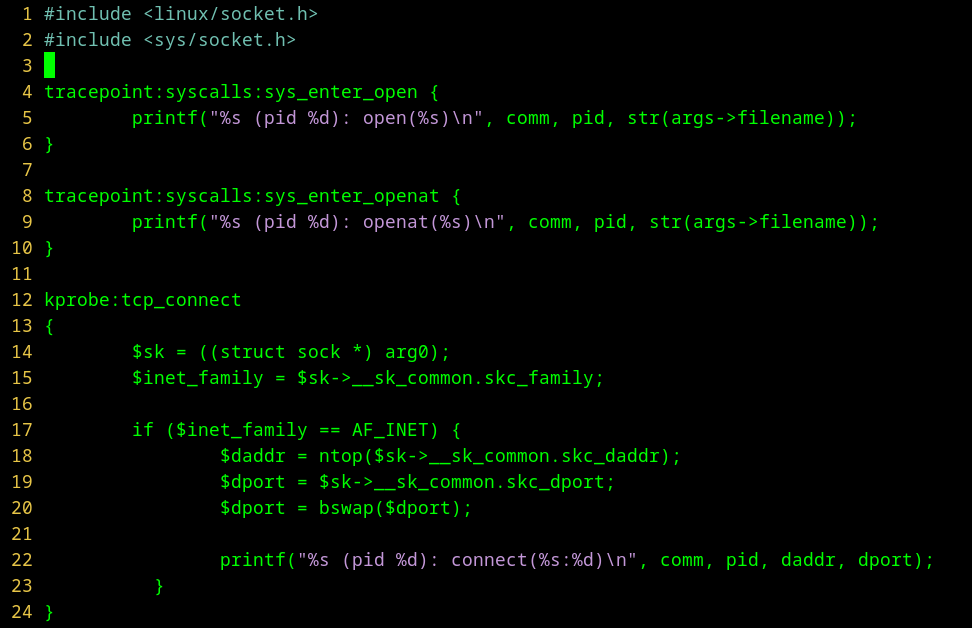 1 #include <linux/socket.h>
2 #include <sys/socket.h>
3
4 tracepoint:syscalls:sys_enter_open {
5         printf("%s (pid %d): open(%s)\n", comm, pid, str(args->filename));
6 }
7
8 tracepoint:syscalls:sys_enter_openat {
9         printf("%s (pid %d): openat(%s)\n", comm, pid, str(args->filename));
10 }
11
12 kprobe:tcp_connect
13 {
14         $sk = ((struct sock *) arg0);
15         $inet_family = $sk->__sk_common.skc_family;
16
17         if ($inet_family == AF_INET) {
18                 $daddr = ntop($sk->__sk_common.skc_daddr);
19                 $dport = $sk->__sk_common.skc_dport;
20                 $dport = bswap($dport);
21
22                 printf("%s (pid %d): connect(%s:%d)\n", comm, pid, daddr, dport);
23           }
24 }